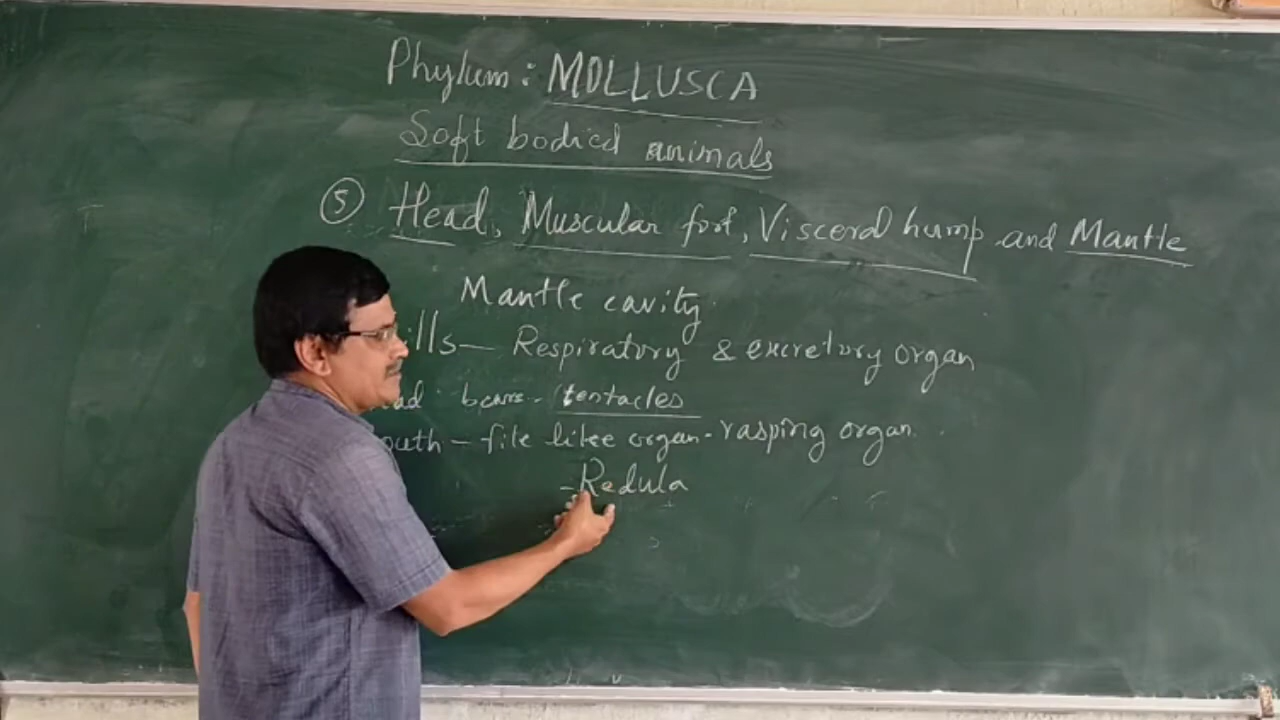 Phylum: MOLLUSCA
Soft bodied animals
⑤ Head, Muscular foot, Visceral hump and Mantle
Mantle cavity
ills — Respiratory & excretory organ
ad bears - tentacles
outh - file like organ - rasping organ.
- Redula